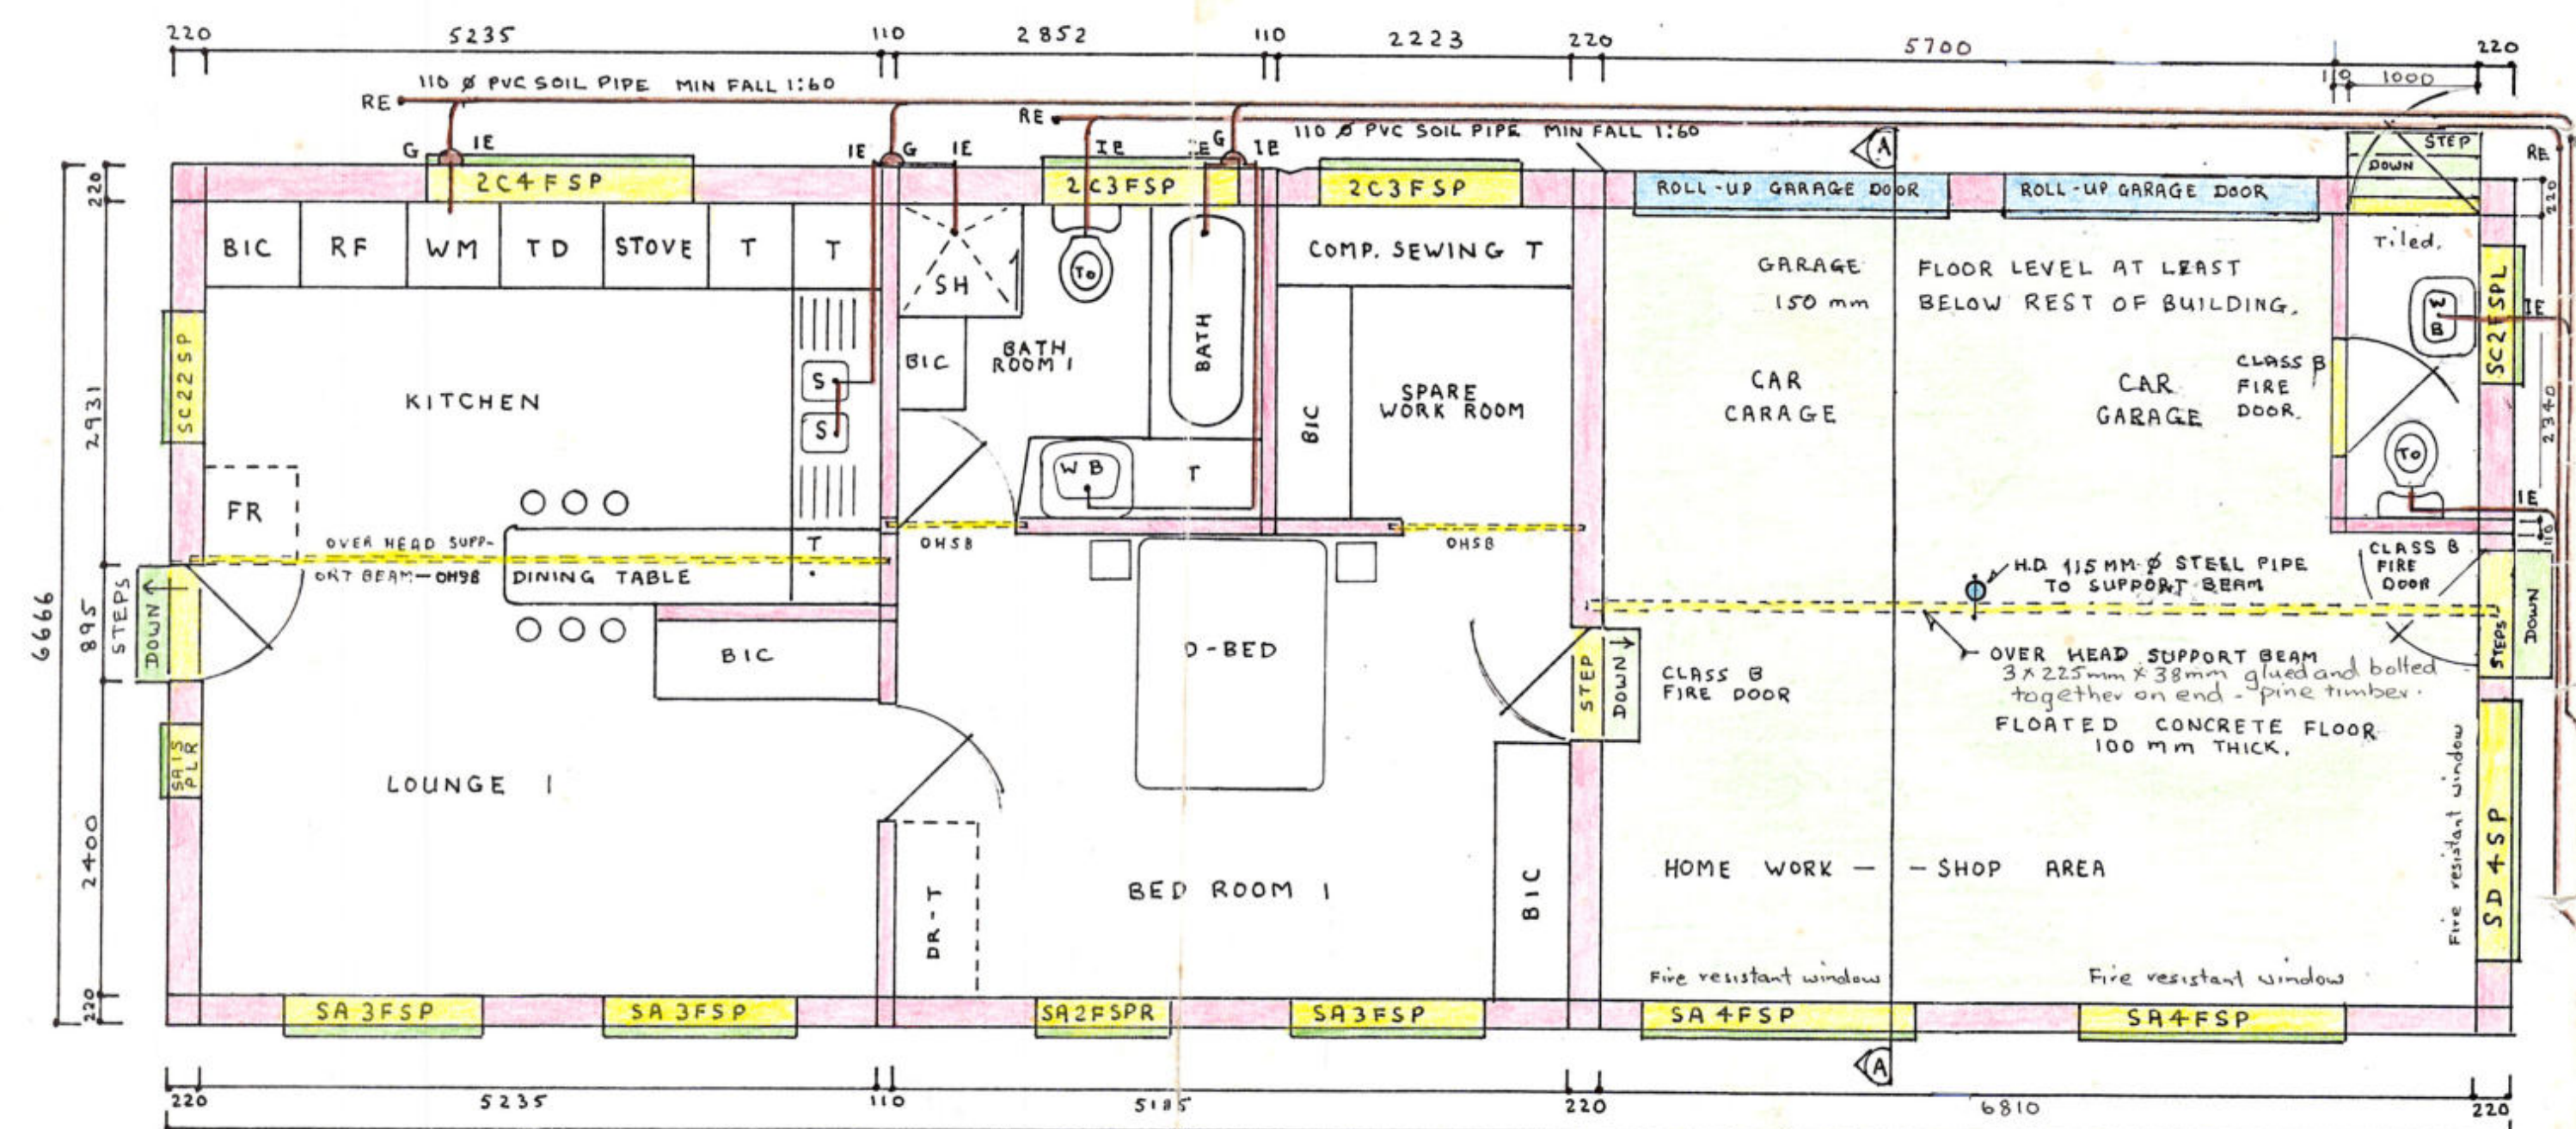 220 5235 110 2852 110 2223 220 5700 220
110 1000
110 Ø PVC SOIL PIPE MIN FALL 1:60
RE
RE
110 Ø PVC SOIL PIPE MIN FALL 1:60
A
STEP
DOWN
RE
G IE
IE G IE
IE
IE G IE
220
2C4FSP
2C3FSP
2C3FSP
ROLL-UP GARAGE DOOR
ROLL-UP GARAGE DOOR
220
BIC RF WM TD STOVE T T
SH
TO
BATH
COMP. SEWING T
GARAGE FLOOR LEVEL AT LEAST
150 mm BELOW REST OF BUILDING.
Tiled.
WB
SC2FSPL
IE
SC22SP
2931
KITCHEN
S
S
BIC
BATH
ROOM 1
BIC
SPARE
WORK ROOM
CAR
CARAGE
CAR
GARAGE
CLASS B
FIRE
DOOR.
2340
TO
IE
FR
WB
T
OVER HEAD SUPP-
ORT BEAM-OHSB
DINING TABLE
T
OHSB
OHSB
110
CLASS B
FIRE
DOOR
H.D. 115 MM Ø STEEL PIPE
TO SUPPORT BEAM
6666
895
STEPS
DOWN
BIC
D-BED
STEP
DOWN
CLASS B
FIRE DOOR
OVER HEAD SUPPORT BEAM
3 x 225mm x 38mm glued and bolted
together on end - pine timber.
STEPS
DOWN
FLOATED CONCRETE FLOOR
100 mm THICK.
SA1S
PLR
LOUNGE 1
2400
DR-T
BED ROOM 1
BIC
HOME WORK - - SHOP AREA
Fire resistant window
SD4SP
Fire resistant window
Fire resistant window
220
SA3FSP
SA3FSP
SA2FSPR
SA3FSP
SA4FSP
SA4FSP
A
220 5235 110 5185 220 6810 220